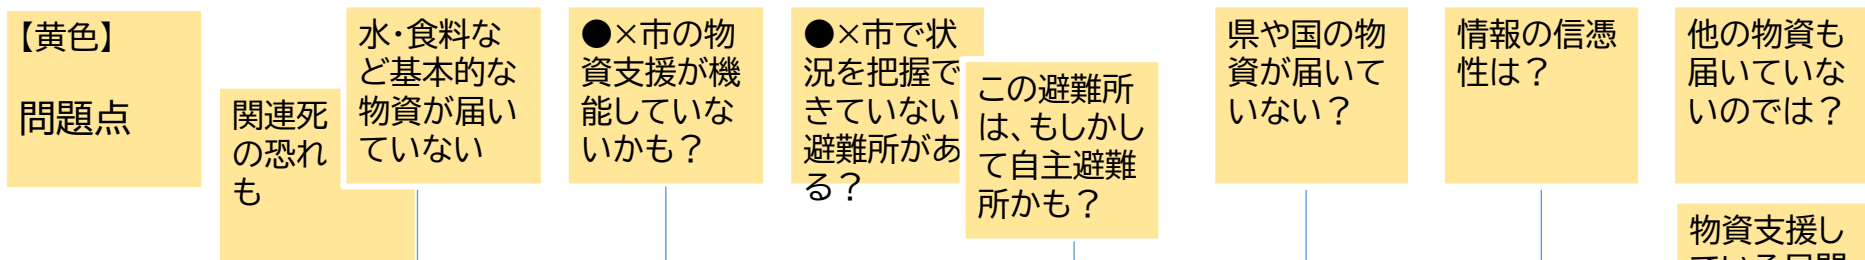 【黄色】
問題点
関連死
の恐れ
も
水・食料な
ど基本的な
物資が届い
ていない
●×市の物
資支援が機
能していな
いかも？
●×市で状
況を把握で
きていない
避難所があ
る？
この避難所
は、もしかし
て自主避難
所かも？
県や国の物
資が届いて
いない？
情報の信憑
性は？
他の物資も
届いていな
いのでは？
物資支援し